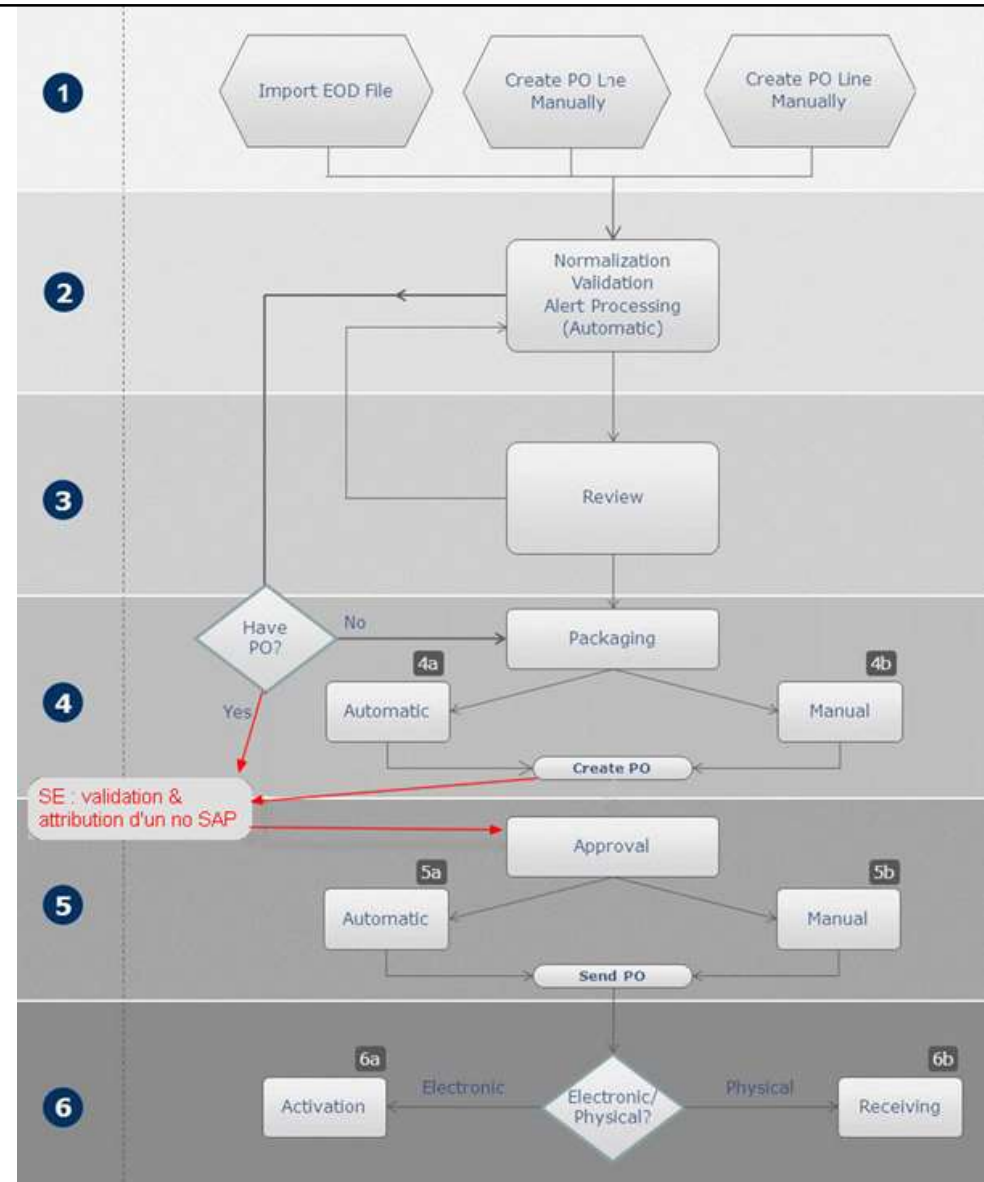 1
Import EOD File
Create PO Line
Manually
Create PO Line
Manually
2
Normalization
Validation
Alert Processing
(Automatic)
3
Review
Have
PO?
No
Yes
Packaging
4
4a
Automatic
4b
Manual
Create PO
SE : validation &
attribution d'un no SAP
Approval
5
5a
Automatic
5b
Manual
Send PO
6
6a
Activation
Electronic
Electronic/
Physical?
Physical
6b
Receiving